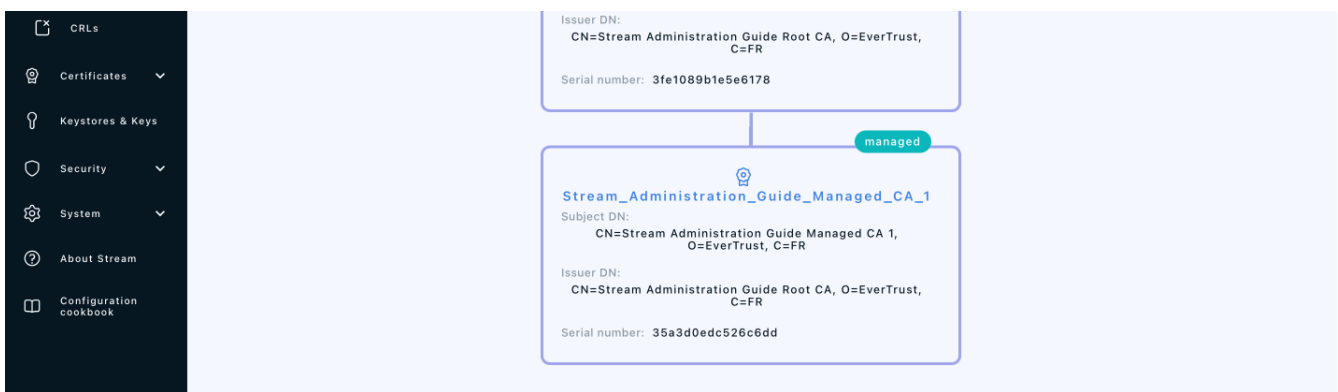 CRLs
Certificates
Keystores & Keys
Security
System
About Stream
Configuration
cookbook
Issuer DN:
CN=Stream Administration Guide Root CA, O=EverTrust,
C=FR
Serial number: 3fe1089b1e5e6178
managed
Stream_Administration_Guide_Managed_CA_1
Subject DN:
CN=Stream Administration Guide Managed CA 1,
O=EverTrust, C=FR
Issuer DN:
CN=Stream Administration Guide Root CA, O=EverTrust,
C=FR
Serial number: 35a3d0edc526c6dd